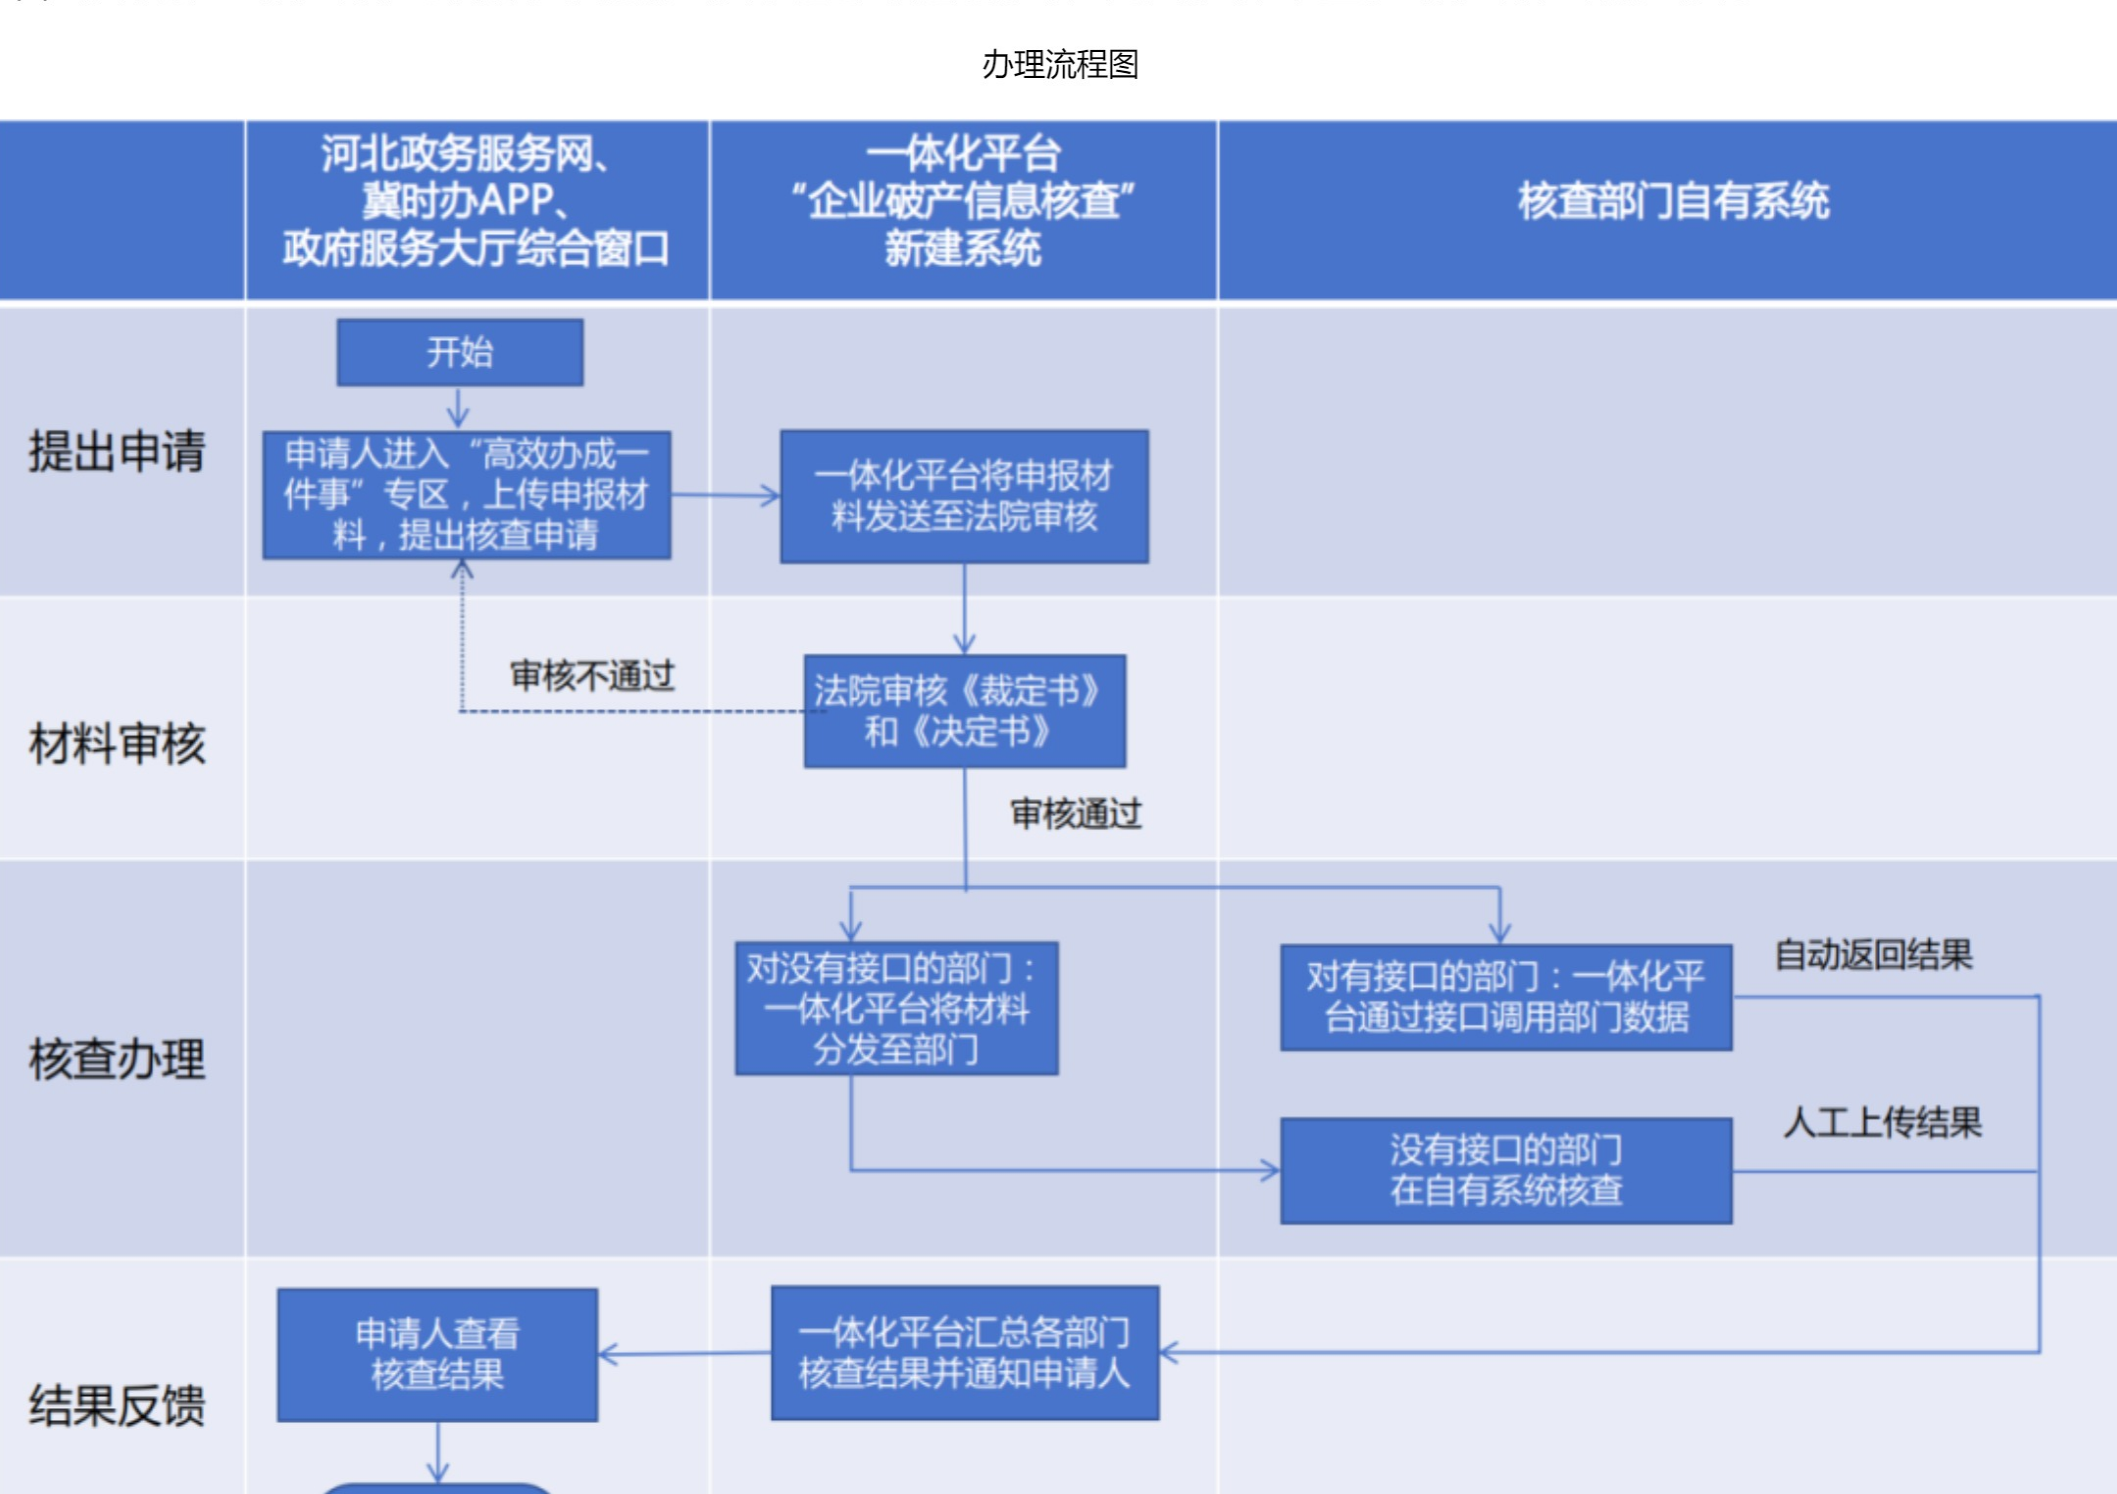 办理流程图
河北政务服务网、
冀时办APP、
政府服务大厅综合窗口
一体化平台
“企业破产信息核查”
新建系统
核查部门自有系统
提出申请
开始
申请人进入“高效办成一
件事”专区，上传申报材
料，提出核查申请
一体化平台将申报材
料发送至法院审核
材料审核
审核不通过
法院审核《裁定书》
和《决定书》
审核通过
核查办理
对没有接口的部门：
一体化平台将材料
分发至部门
对有接口的部门：一体化平
台通过接口调用部门数据
自动返回结果
没有接口的部门
在自有系统核查
人工上传结果
结果反馈
申请人查看
核查结果
一体化平台汇总各部门
核查结果并通知申请人